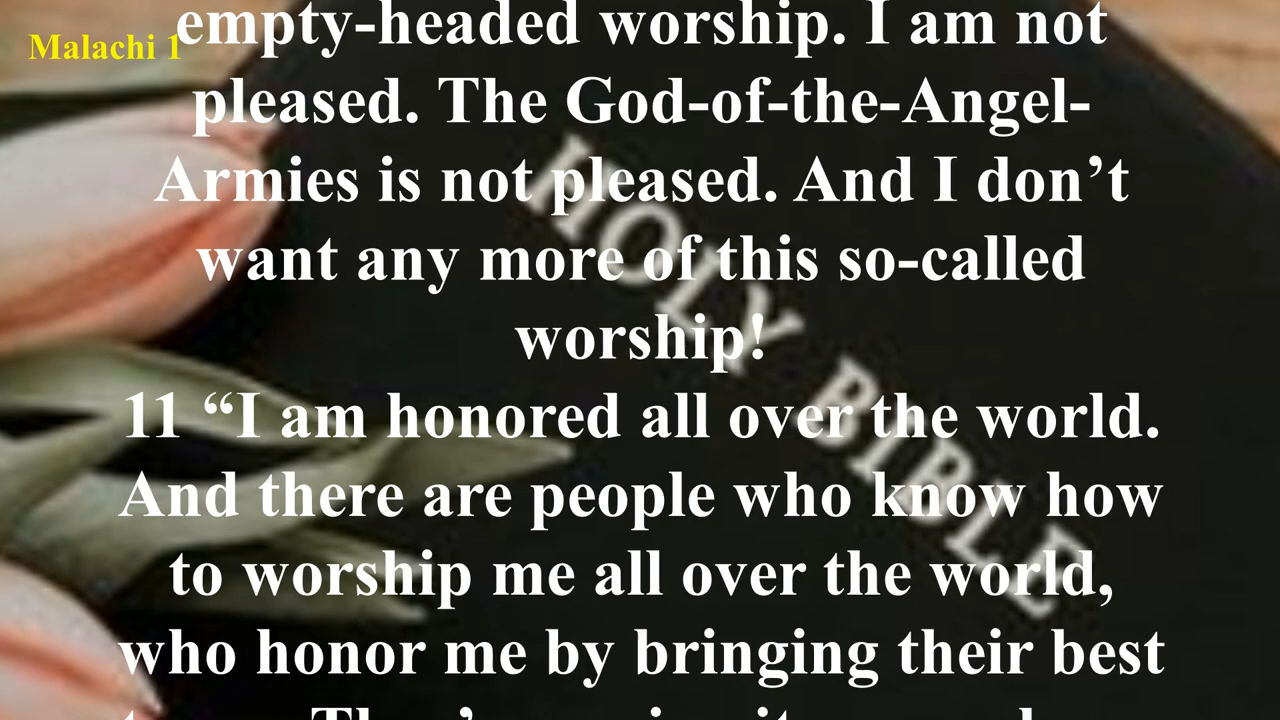 Malachi 1
empty-headed worship. I am not
pleased. The God-of-the-Angel-
Armies is not pleased. And I don’t
want any more of this so-called
worship!
11 “I am honored all over the world.
And there are people who know how
to worship me all over the world,
who honor me by bringing their best
HOLY BIBLE